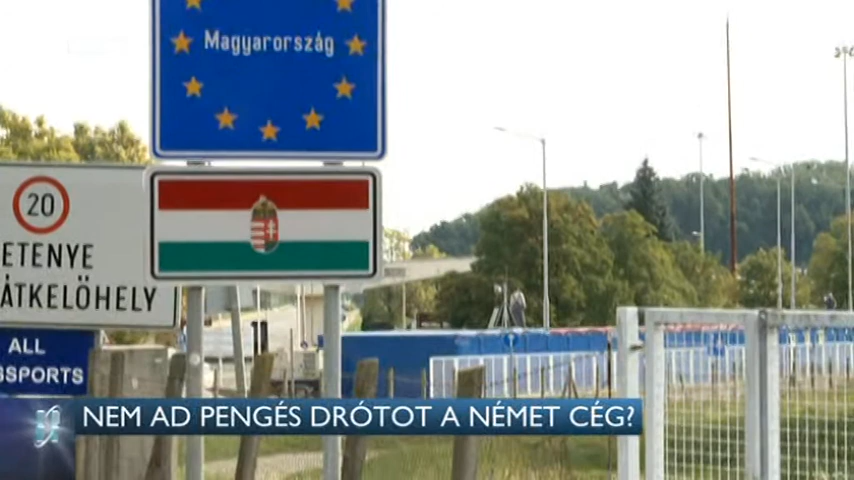 Magyarország
20
ETENYE
ÁTKELŐHELY
ALL
SSPORTS
NEM AD PENGÉS DRÓTOT A NÉMET CÉG?